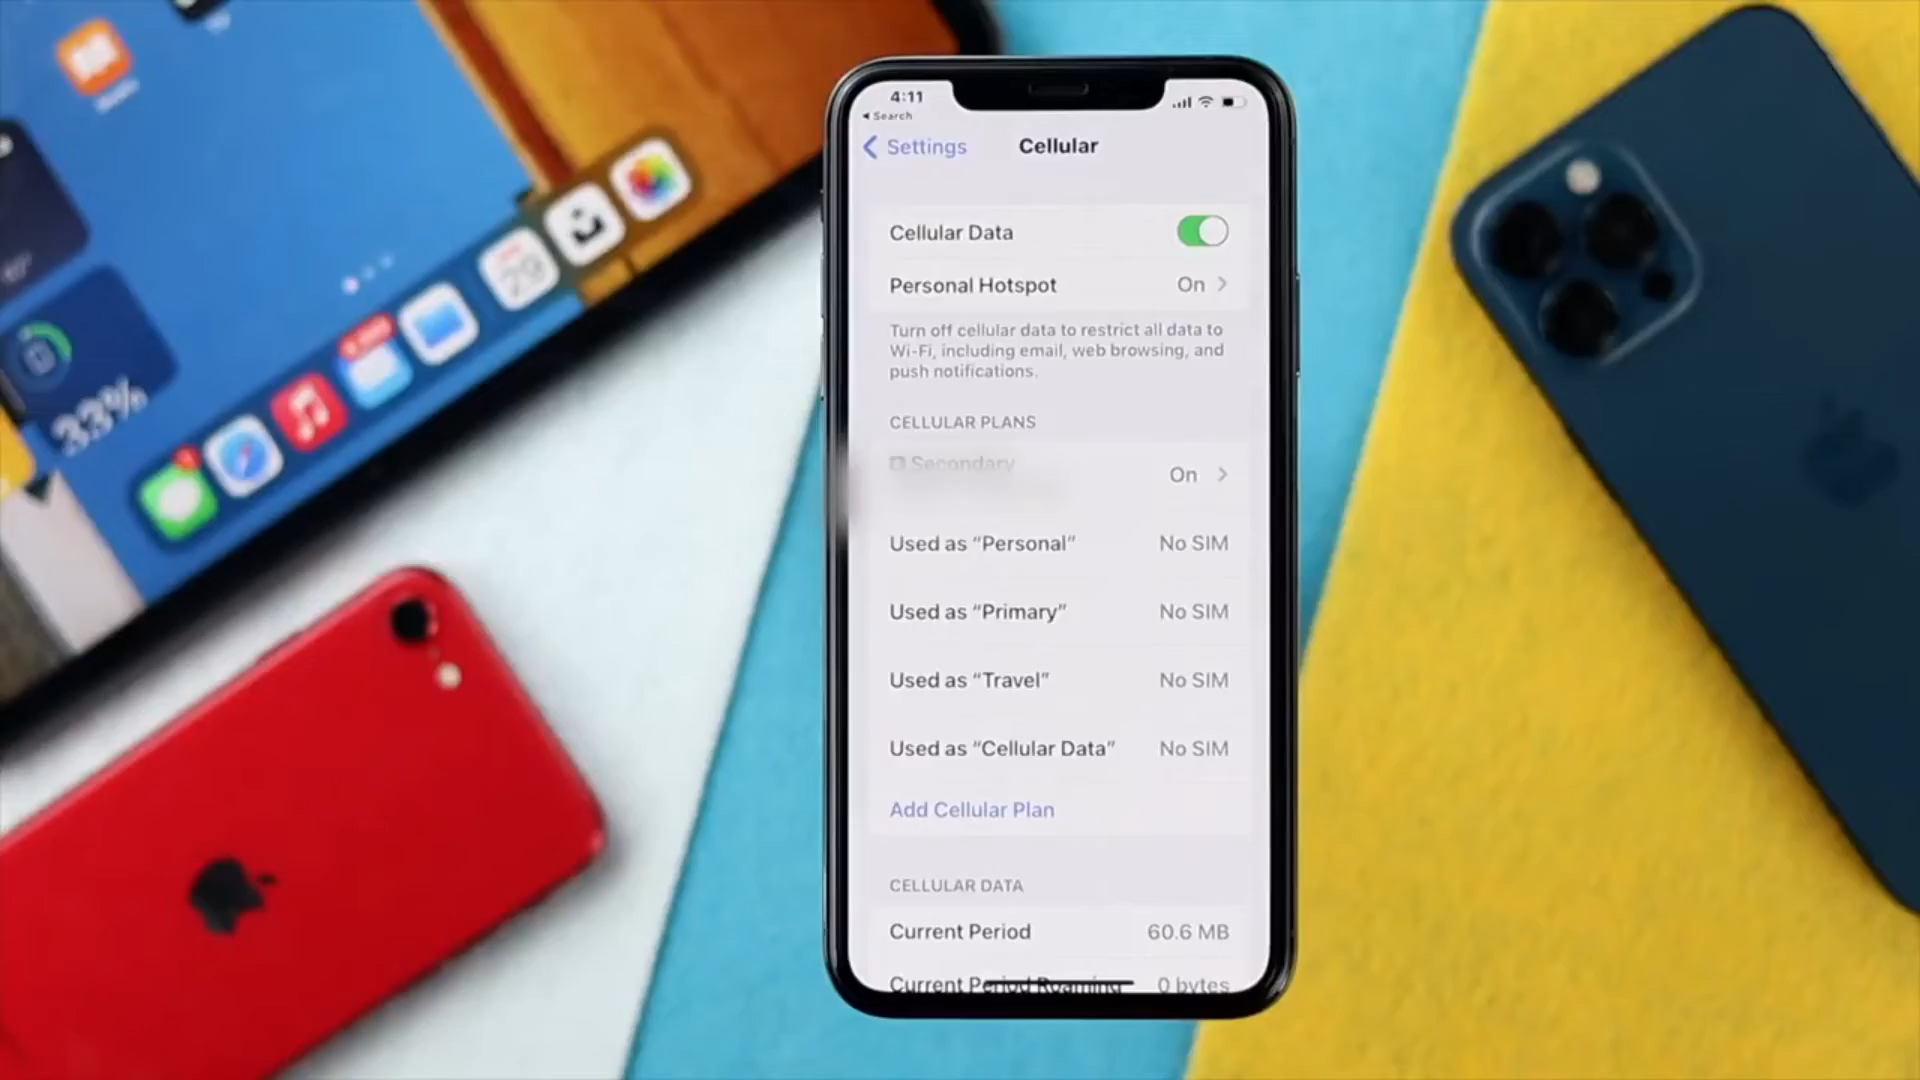 4:11
◀ Search
Settings
Cellular
Cellular Data
Personal Hotspot
On
Turn off cellular data to restrict all data to
Wi-Fi, including email, web browsing, and
push notifications.
CELLULAR PLANS
Secondary
On
Used as “Personal”
No SIM
Used as “Primary”
No SIM
Used as “Travel”
No SIM
Used as “Cellular Data”
No SIM
Add Cellular Plan
CELLULAR DATA
Current Period
60.6 MB
Current Period Roaming
0 bytes
33%
29